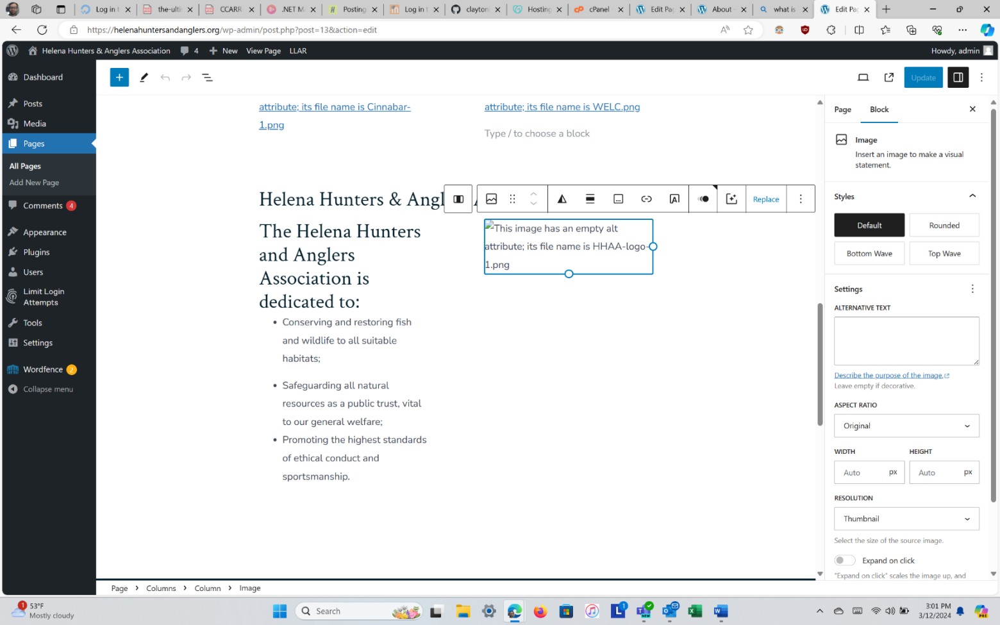 Log in t
the-ulti
CCARR
.NET M
Posting
Log in t
clayton
Hosting
cPanel -
Edit Pa
About
what is
Edit Pag
https://helenahuntersandanglers.org/wp-admin/post.php?post=13&action=edit
Helena Hunters & Anglers Association
4
New
View Page
LLAR
Howdy, admin
Dashboard
Posts
Media
Pages
All Pages
Add New Page
Comments 4
Appearance
Plugins
Users
Limit Login
Attempts
Tools
Settings
Wordfence 2
Collapse menu
Update
attribute; its file name is Cinnabar-
1.png
attribute; its file name is WELC.png
Type / to choose a block
Helena Hunters & Angl
Replace
The Helena Hunters
and Anglers
Association is
dedicated to:
Conserving and restoring fish
and wildlife to all suitable
habitats;
Safeguarding all natural
resources as a public trust, vital
to our general welfare;
Promoting the highest standards
of ethical conduct and
sportsmanship.
This image has an empty alt
attribute; its file name is HHAA-logo-
1.png
Page
Block
Image
Insert an image to make a visual
statement.
Styles
Default
Rounded
Bottom Wave
Top Wave
Settings
ALTERNATIVE TEXT
Describe the purpose of the image.
Leave empty if decorative.
ASPECT RATIO
Original
WIDTH
HEIGHT
Auto px
Auto px
RESOLUTION
Thumbnail
Select the size of the source image.
Expand on click
“Expand on click” scales the image up, and
Page > Columns > Column > Image
1
53°F
Mostly cloudy
Search
1
NEW
3:01 PM
3/12/2024
PRE